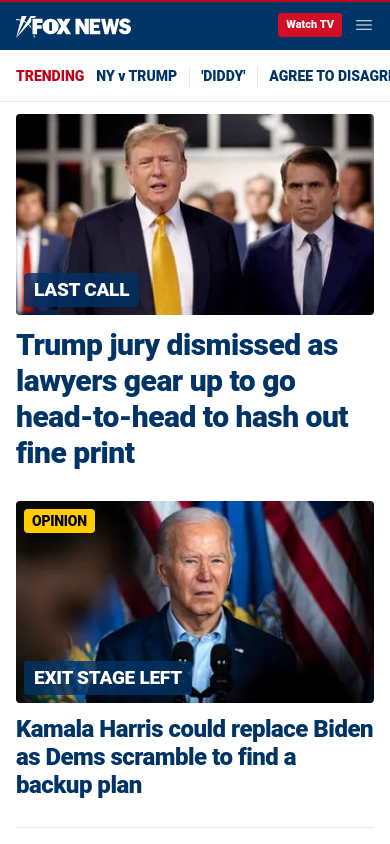 FOX NEWS
Watch TV
TRENDING NY v TRUMP 'DIDDY' AGREE TO DISAGR
LAST CALL
Trump jury dismissed as
lawyers gear up to go
head-to-head to hash out
fine print
OPINION
EXIT STAGE LEFT
Kamala Harris could replace Biden
as Dems scramble to find a
backup plan